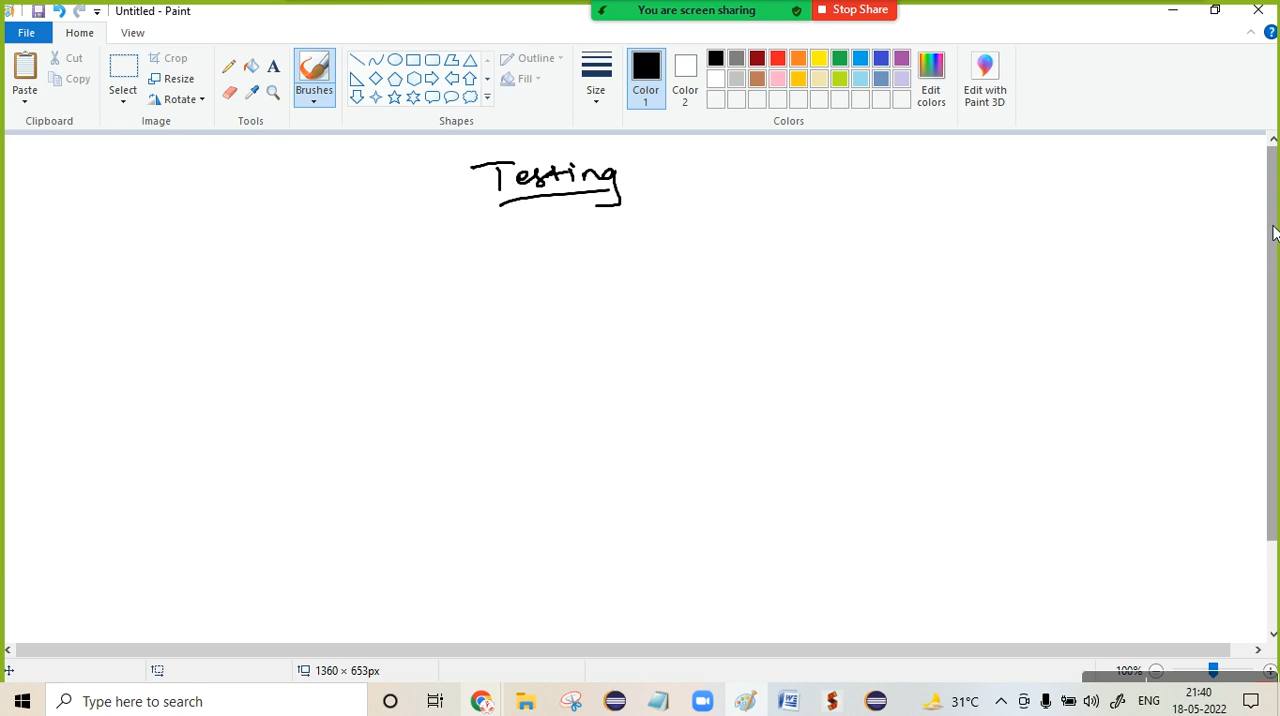 Untitled - Paint
You are screen sharing
Stop Share
File
Home
View
Paste
Cut
Copy
Clipboard
Select
Crop
Resize
Rotate
Image
A
Tools
Brushes
Shapes
Outline
Fill
Size
Color 1
Color 2
Edit colors
Colors
Edit with Paint 3D
Testing
1360 × 653px
100%
Type here to search
31°C
ENG
21:40
18-05-2022